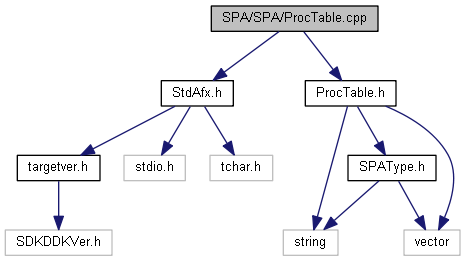 SPA/SPA/ProcTable.cpp
StdAfx.h
ProcTable.h
targetver.h
stdio.h
tchar.h
SPAType.h
SDKDDKVer.h
string
vector